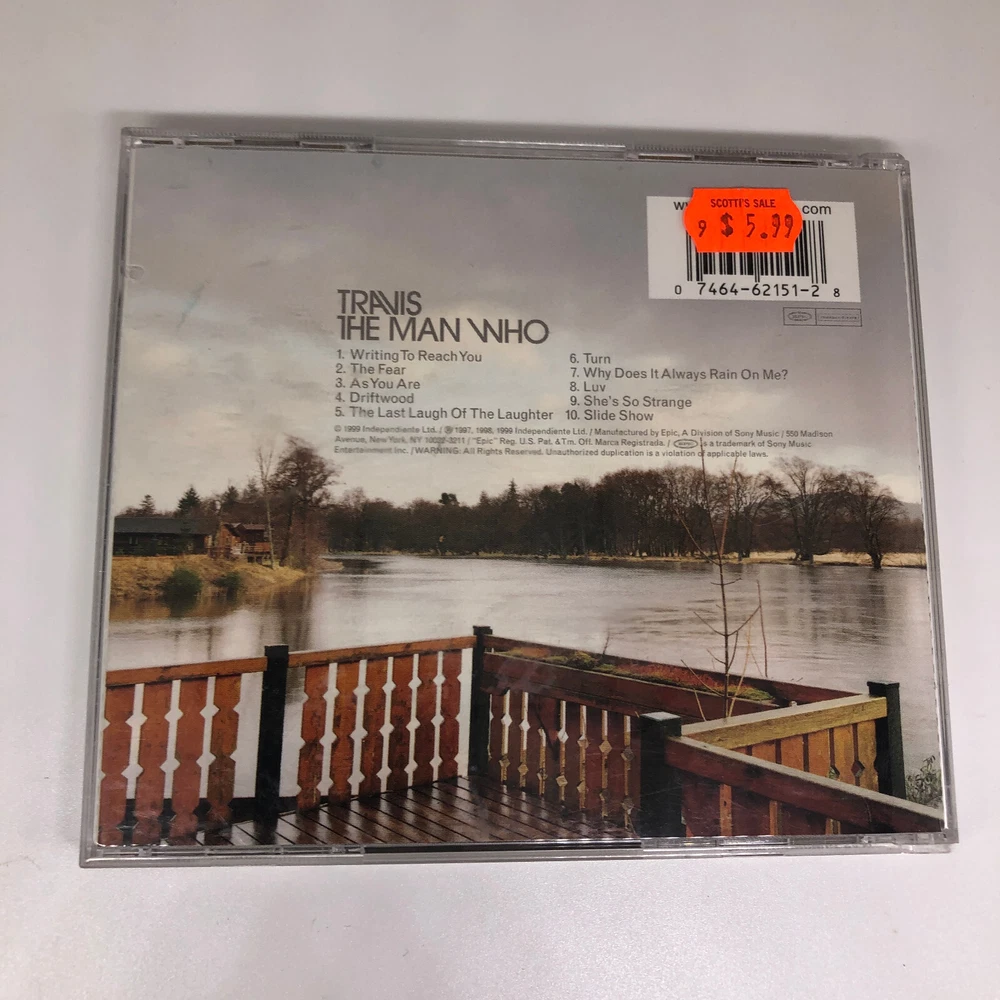 SCOTTI'S SALE
9 $ 5.99
com
0 7464-62151-2 8
TRAVIS
THE MAN WHO
1. Writing To Reach You
2. The Fear
3. As You Are
4. Driftwood
5. The Last Laugh Of The Laughter
6. Turn
7. Why Does It Always Rain On Me?
8. Luv
9. She's So Strange
10. Slide Show
© 1999 Independiente Ltd. / ℗ 1997, 1998, 1999 Independiente Ltd. / Manufactured by Epic, A Division of Sony Music / 550 Madison
Avenue, New York, NY 10022-3211 / "Epic" Reg. U.S. Pat. & Tm. Off. Marca Registrada. / epic is a trademark of Sony Music
Entertainment Inc. / WARNING: All Rights Reserved. Unauthorized duplication is a violation of applicable laws.